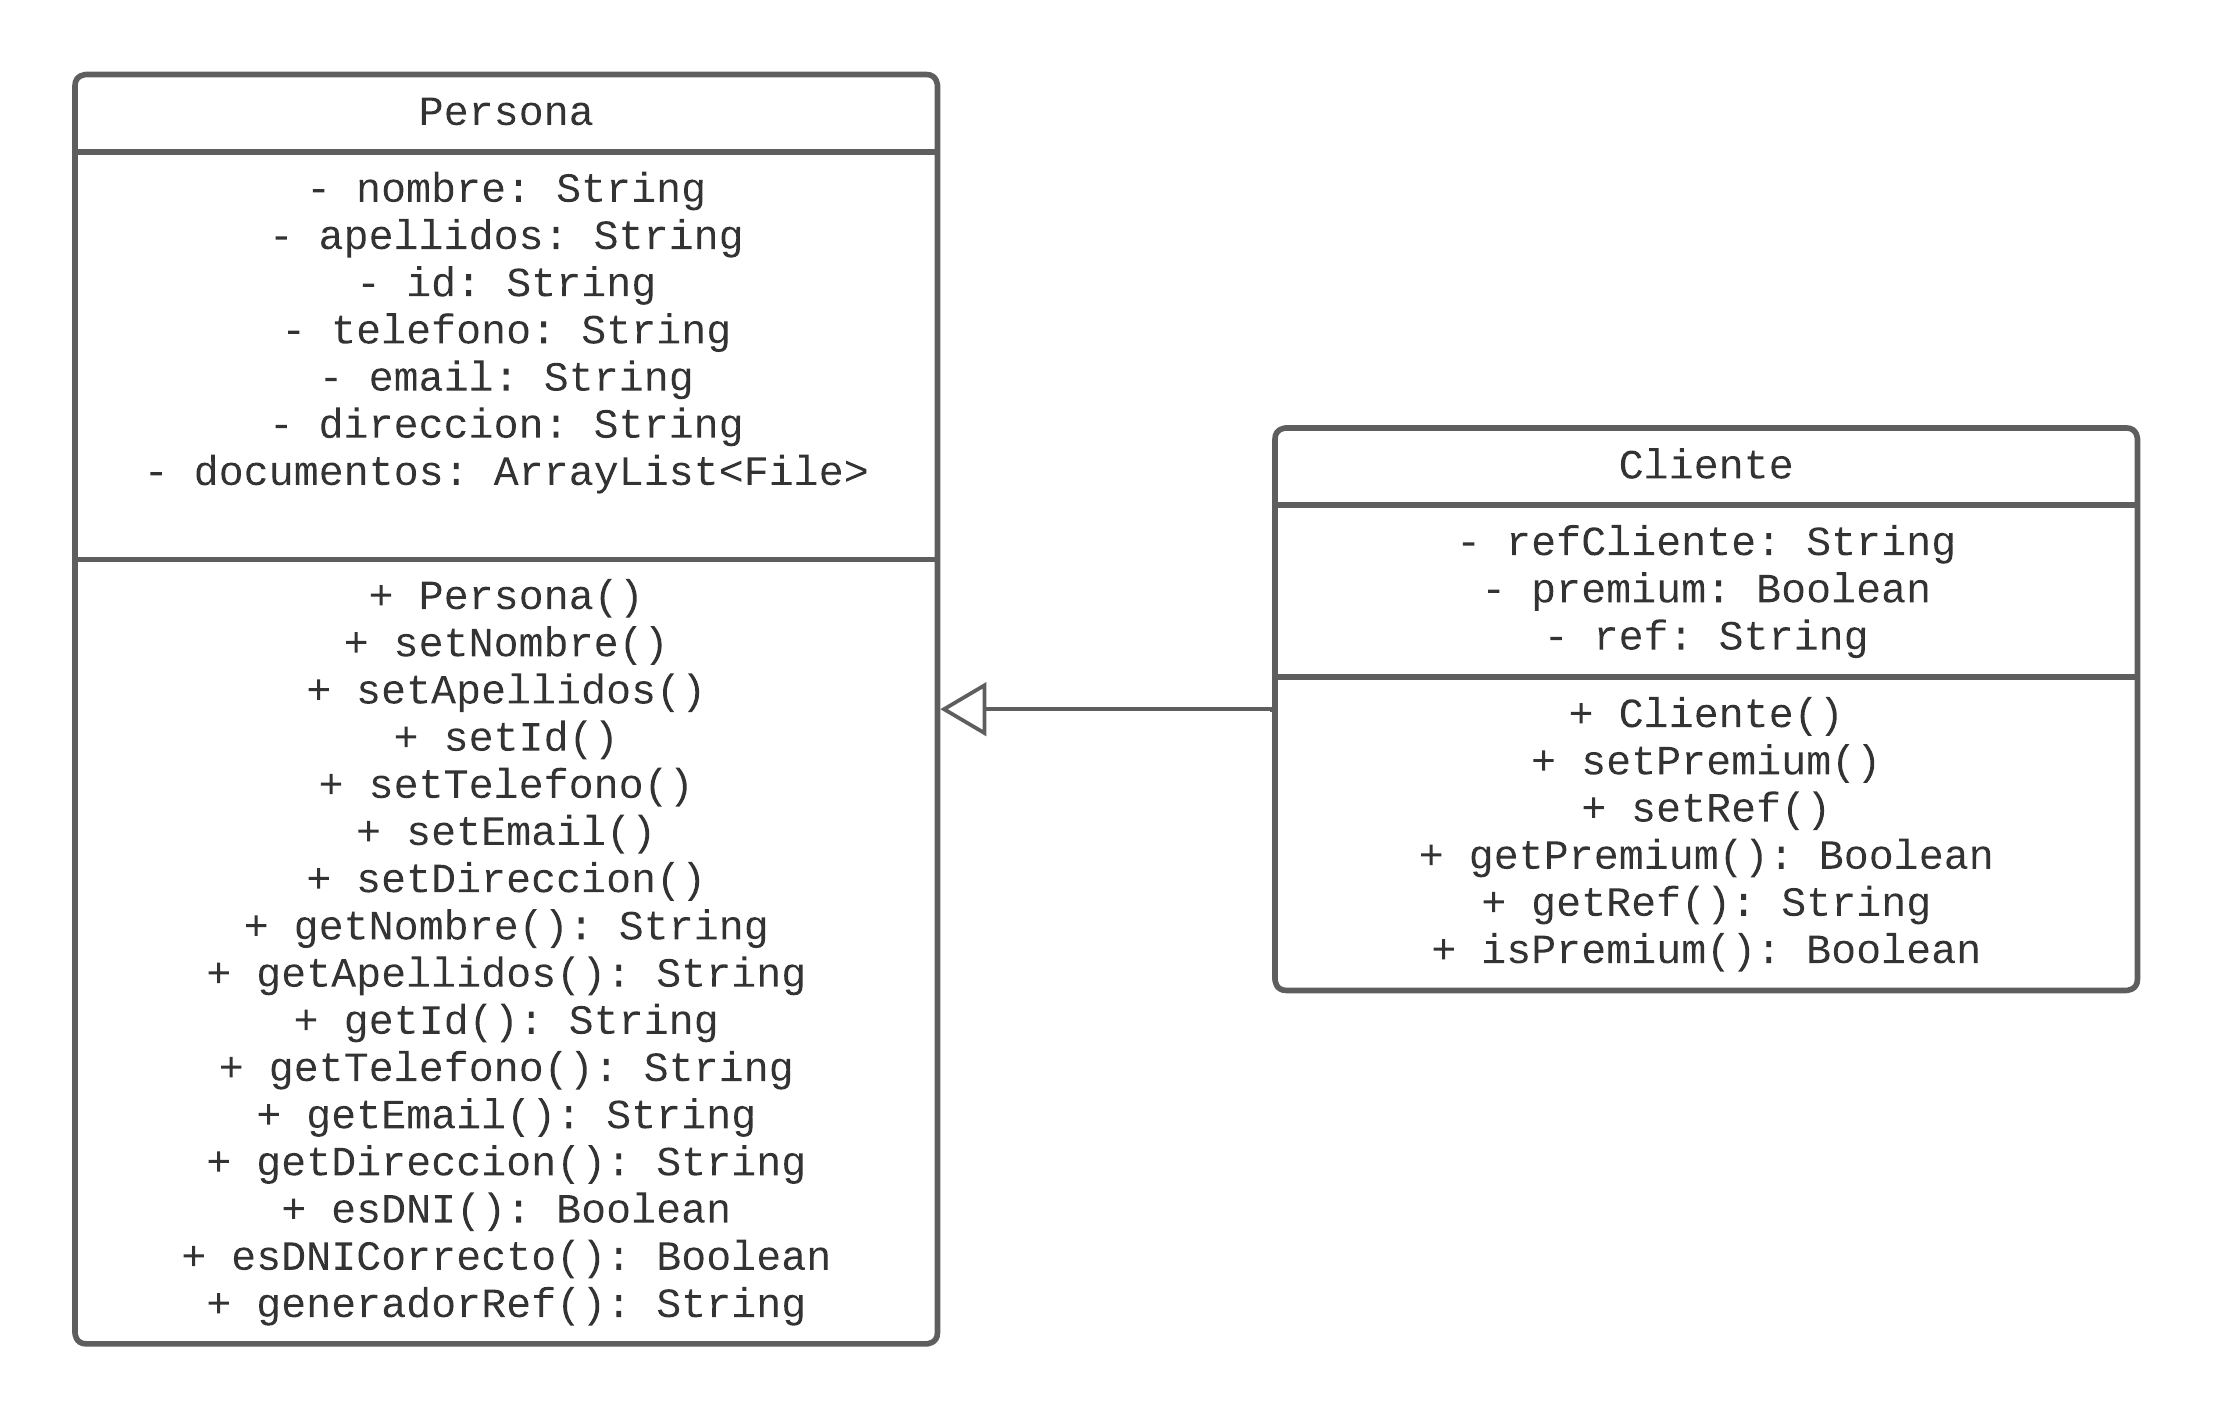 Persona
- nombre: String
- apellidos: String
- id: String
- telefono: String
- email: String
- direccion: String
- documentos: ArrayList<File>
+ Persona()
+ setNombre()
+ setApellidos()
+ setId()
+ setTelefono()
+ setEmail()
+ setDireccion()
+ getNombre(): String
+ getApellidos(): String
+ getId(): String
+ getTelefono(): String
+ getEmail(): String
+ getDireccion(): String
+ esDNI(): Boolean
+ esDNICorrecto(): Boolean
+ generadorRef(): String
Cliente
- refCliente: String
- premium: Boolean
- ref: String
+ Cliente()
+ setPremium()
+ setRef()
+ getPremium(): Boolean
+ getRef(): String
+ isPremium(): Boolean